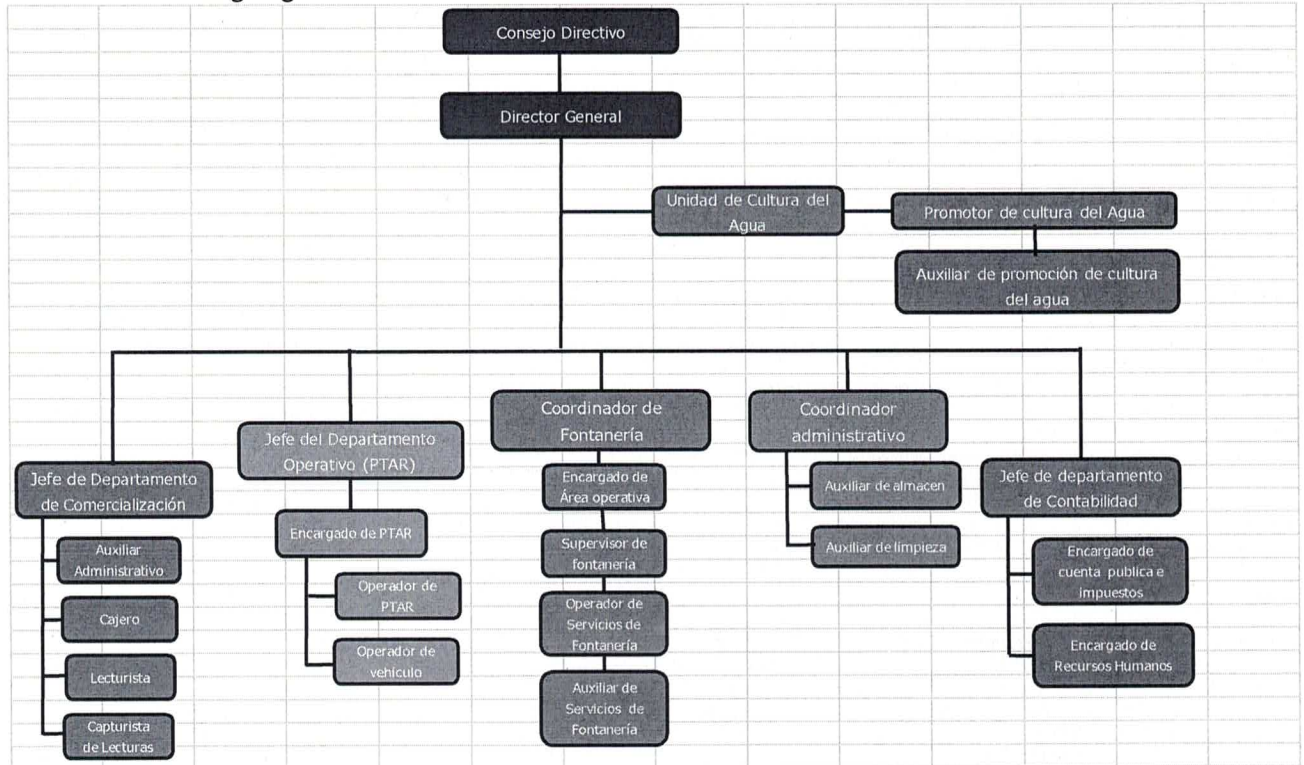 Consejo Directivo
Director General
Unidad de Cultura del
Agua
Promotor de cultura del Agua
Auxiliar de promoción de cultura
del agua
Jefe de Departamento
de Comercialización
Auxiliar
Administrativo
Cajero
Lecturista
Capturista
de Lecturas
Jefe del Departamento
Operativo (PTAR)
Encargado de PTAR
Operador de
PTAR
Operador de
vehículo
Coordinador de
Fontanería
Encargado de
Área operativa
Supervisor de
fontanería
Operador de
Servicios de
Fontanería
Auxiliar de
Servicios de
Fontanería
Coordinador
administrativo
Auxiliar de almacen
Auxiliar de limpieza
Jefe de departamento
de Contabilidad
Encargado de
cuenta publica e
impuestos
Encargado de
Recursos Humanos